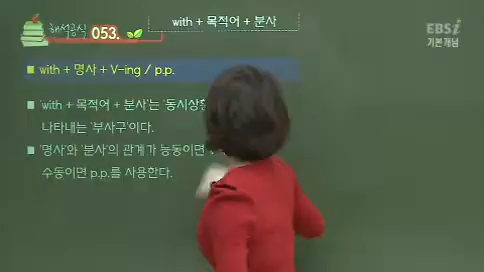 해석공식 053.
with + 목적어 + 분사
EBSi
기본개념
with + 명사 + V-ing / p.p.
'with + 목적어 + 분사'는 '동시상황
나타내는 '부사구'이다.
'명사'와 '분사'의 관계가 능동이면
수동이면 p.p.를 사용한다.